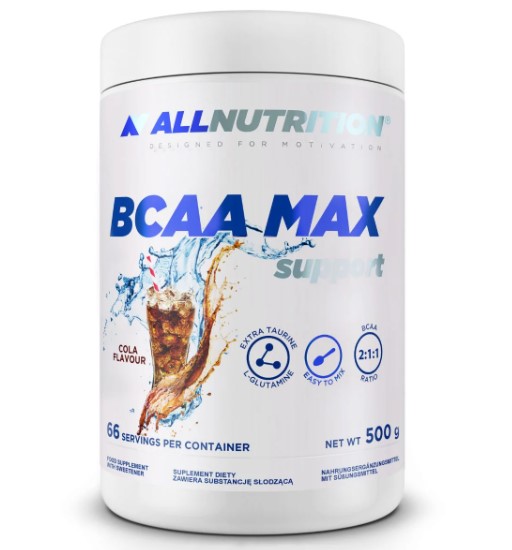 ALLNUTRITION®
DESIGNED FOR MOTIVATION
BCAA MAX
support
COLA
FLAVOUR
EXTRA TAURINE
L-GLUTAMINE
EASY TO MIX
BCAA
2:1:1
RATIO
66 SERVINGS PER CONTAINER
NET WT 500 g
FOOD SUPPLEMENT
WITH SWEETENER
SUPLEMENT DIETY
ZAWIERA SUBSTANCJĘ SŁODZĄCĄ
NAHRUNGSERGÄNZUNGSMITTEL
MIT SÜßUNGSMITTEL